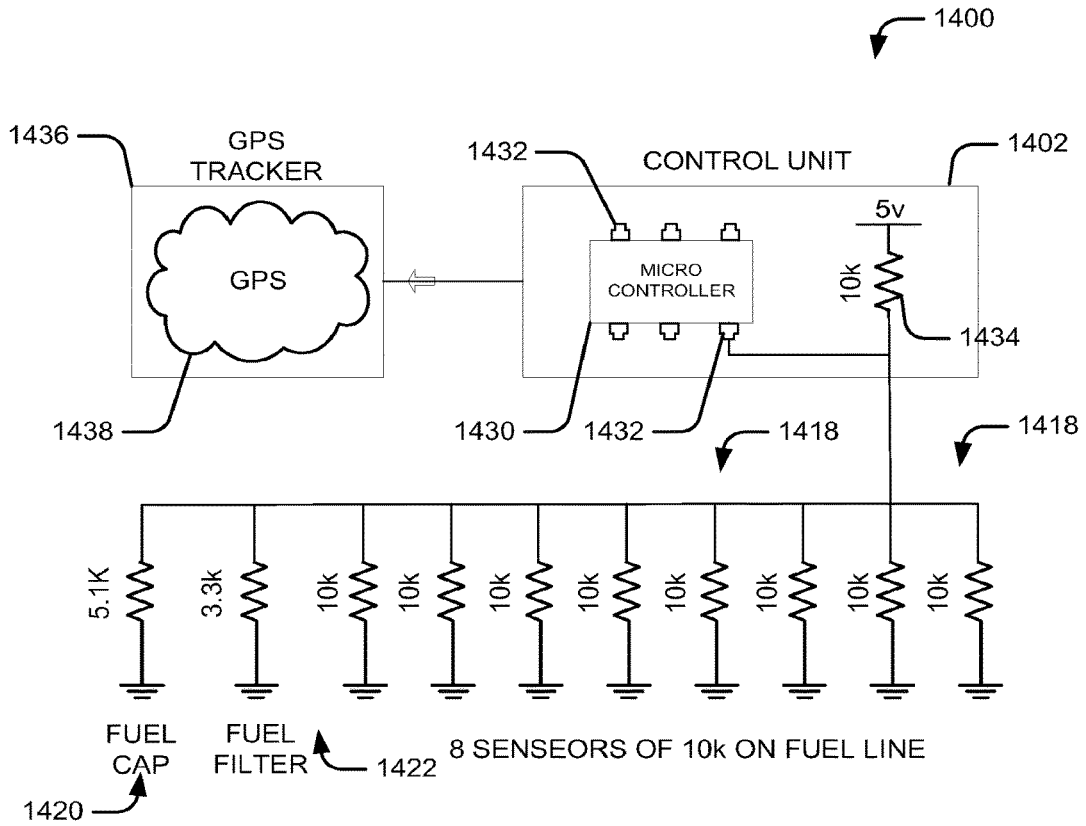 1400
1436
GPS
TRACKER
1432
CONTROL UNIT
1402
5v
GPS
MICRO
CONTROLLER
10k
1434
1438
1430
1432
1418
1418
5.1K
3.3k
10k
10k
10k
10k
10k
10k
10k
10k
FUEL
CAP
FUEL
FILTER
1422
8 SENSEORS OF 10k ON FUEL LINE
1420